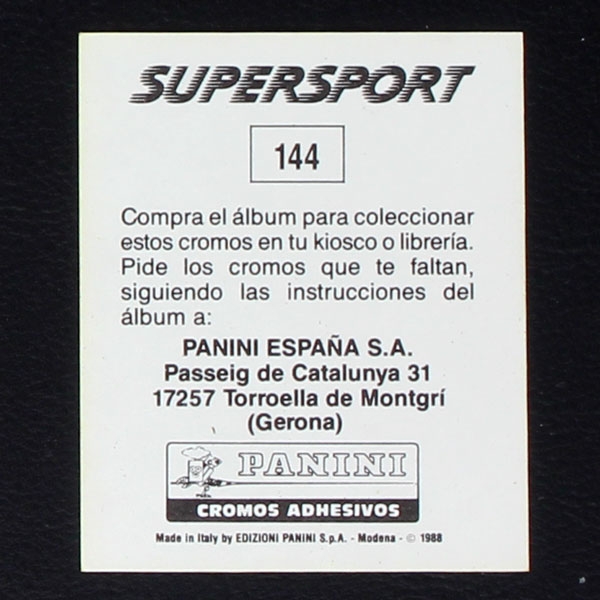 SUPERSPORT
144
Compra el álbum para coleccionar
estos cromos en tu kiosco o librería.
Pide los cromos que te faltan,
siguiendo las instrucciones del
álbum a:
PANINI ESPAÑA S.A.
Passeig de Catalunya 31
17257 Torroella de Montgrí
(Gerona)
PANINI
CROMOS ADHESIVOS
Made in Italy by EDIZIONI PANINI S.p.A. - Modena - © 1988